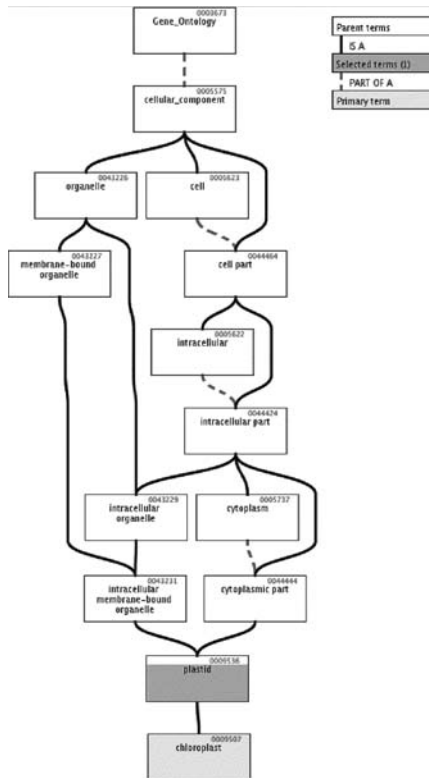 0003673
Gene_Ontology
Parent terms
IS A
Selected terms (1)
PART OF A
Primary term
0005575
cellular_component
0043226
organelle
0005623
cell
0043227
membrane-bound
organelle
0044464
cell part
0005622
intracellular
0044424
intracellular part
0043229
intracellular
organelle
0005737
cytoplasm
0043231
intracellular
membrane-bound
organelle
0044444
cytoplasmic part
0009536
plastid
0009507
chloroplast